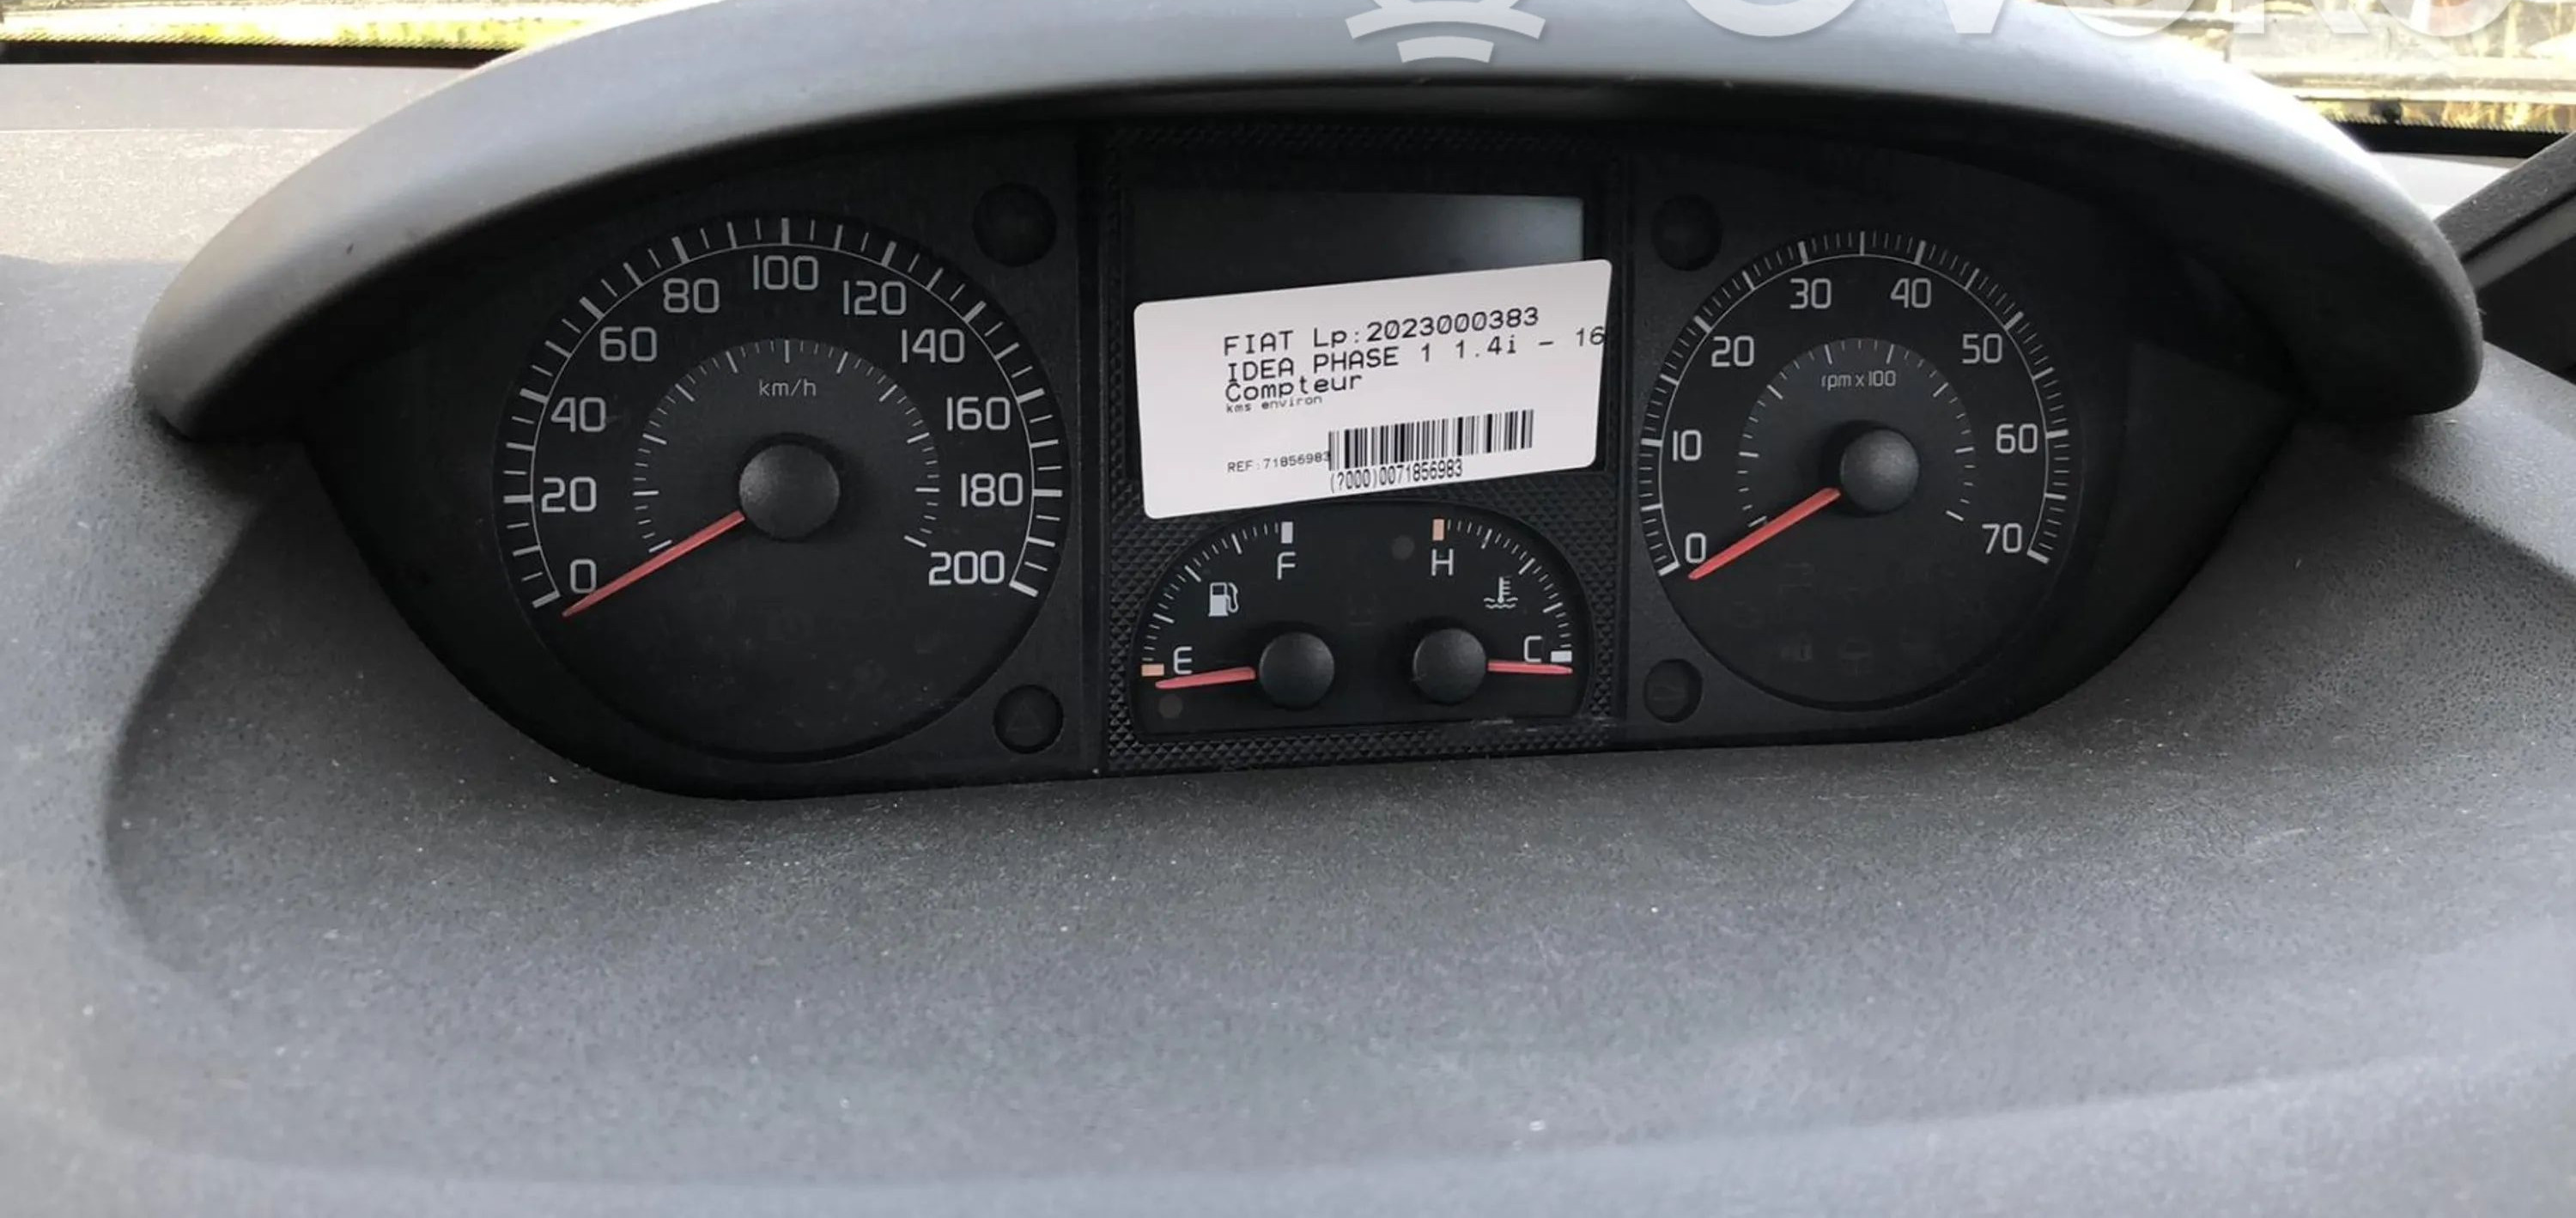 0
20
40
60
80
100
120
140
160
180
200
km/h
FIAT Lp:2023000383
IDEA PHASE 1 1.4i - 16
Compteur
kms environ
REF:71856983
(?000)0071856983
E
F
H
C
0
10
20
30
40
50
60
70
rpm x 100